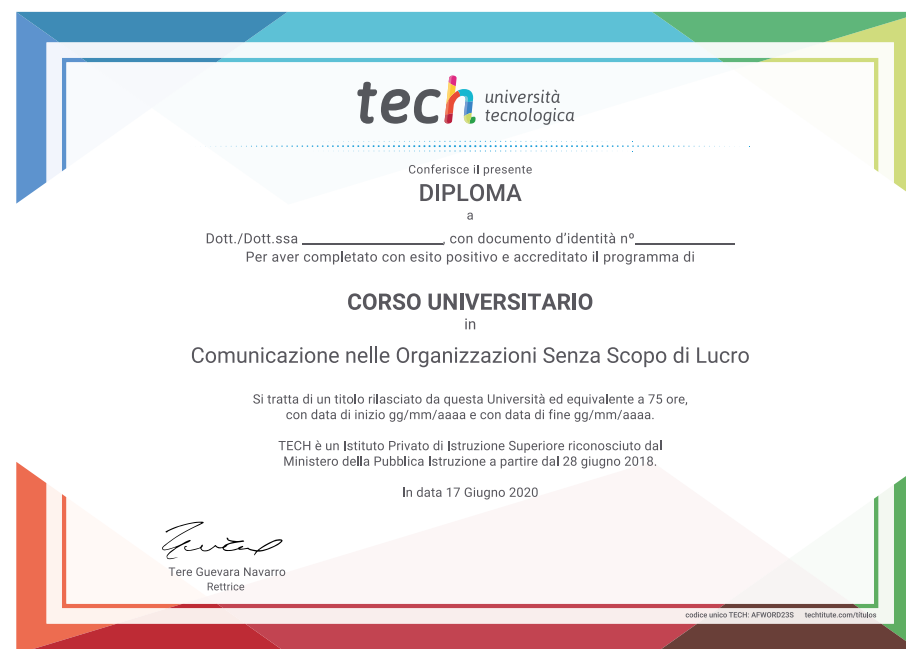 tech università
tecnologica
Conferisce il presente
DIPLOMA
a
Dott./Dott.ssa ________________, con documento d'identità nº____________
Per aver completato con esito positivo e accreditato il programma di
CORSO UNIVERSITARIO
in
Comunicazione nelle Organizzazioni Senza Scopo di Lucro
Si tratta di un titolo rilasciato da questa Università ed equivalente a 75 ore,
con data di inizio gg/mm/aaaa e con data di fine gg/mm/aaaa.
TECH è un Istituto Privato di Istruzione Superiore riconosciuto dal
Ministero della Pubblica Istruzione a partire dal 28 giugno 2018.
In data 17 Giugno 2020
Tere Guevara Navarro
Rettrice
codice unico TECH: AFWORD23S techtitute.com/titulos